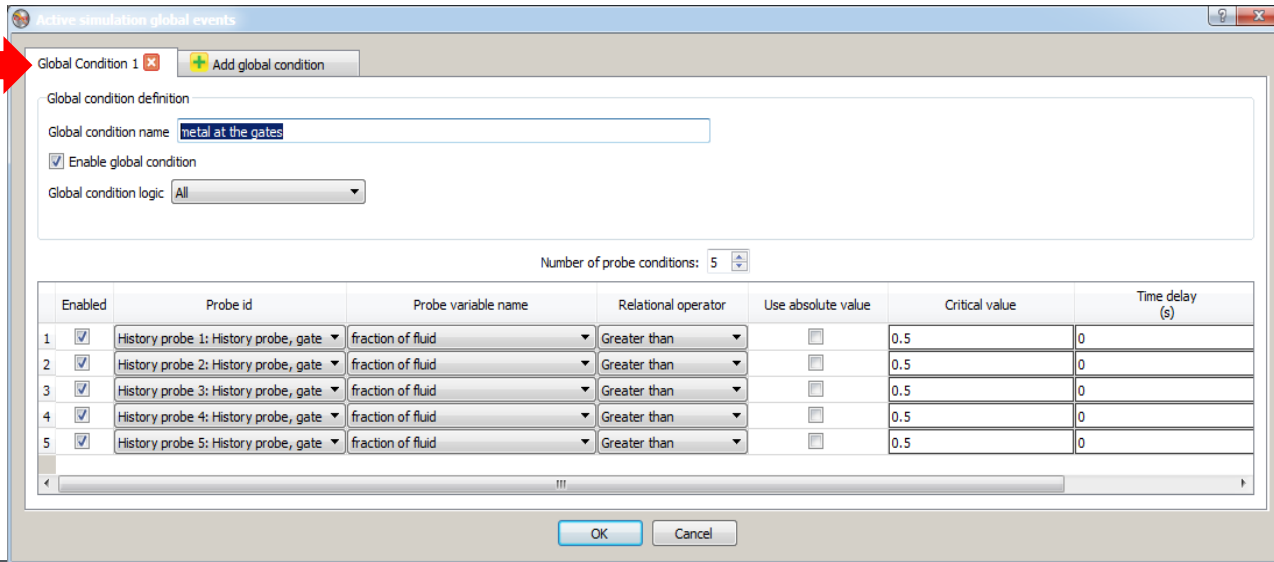 Active simulation global events
Global Condition 1 Add global condition
Global condition definition
Global condition name metal at the gates
Enable global condition
Global condition logic All
Number of probe conditions: 5
Enabled Probe id Probe variable name Relational operator Use absolute value Critical value Time delay (s)
1 History probe 1: History probe, gate fraction of fluid Greater than 0.5 0
2 History probe 2: History probe, gate fraction of fluid Greater than 0.5 0
3 History probe 3: History probe, gate fraction of fluid Greater than 0.5 0
4 History probe 4: History probe, gate fraction of fluid Greater than 0.5 0
5 History probe 5: History probe, gate fraction of fluid Greater than 0.5 0
OK Cancel